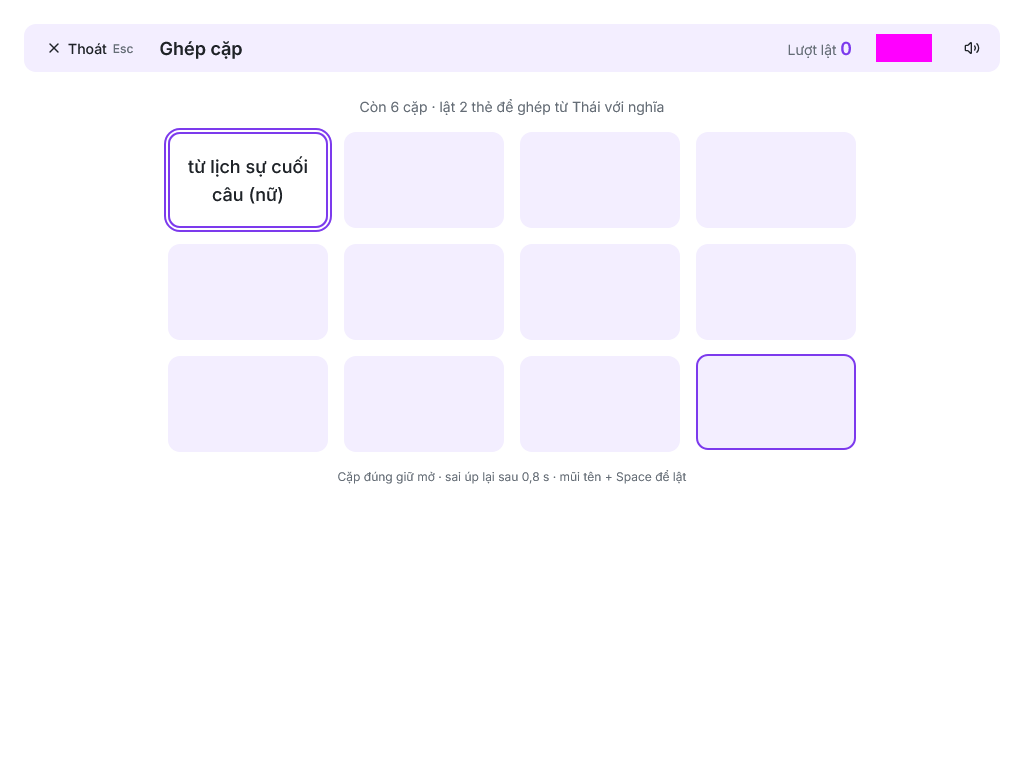 Thoát Esc
Ghép cặp
Lượt lật 0
Còn 6 cặp · lật 2 thẻ để ghép từ Thái với nghĩa
từ lịch sự cuối
câu (nữ)
Cặp đúng giữ mở · sai úp lại sau 0,8 s · mũi tên + Space để lật